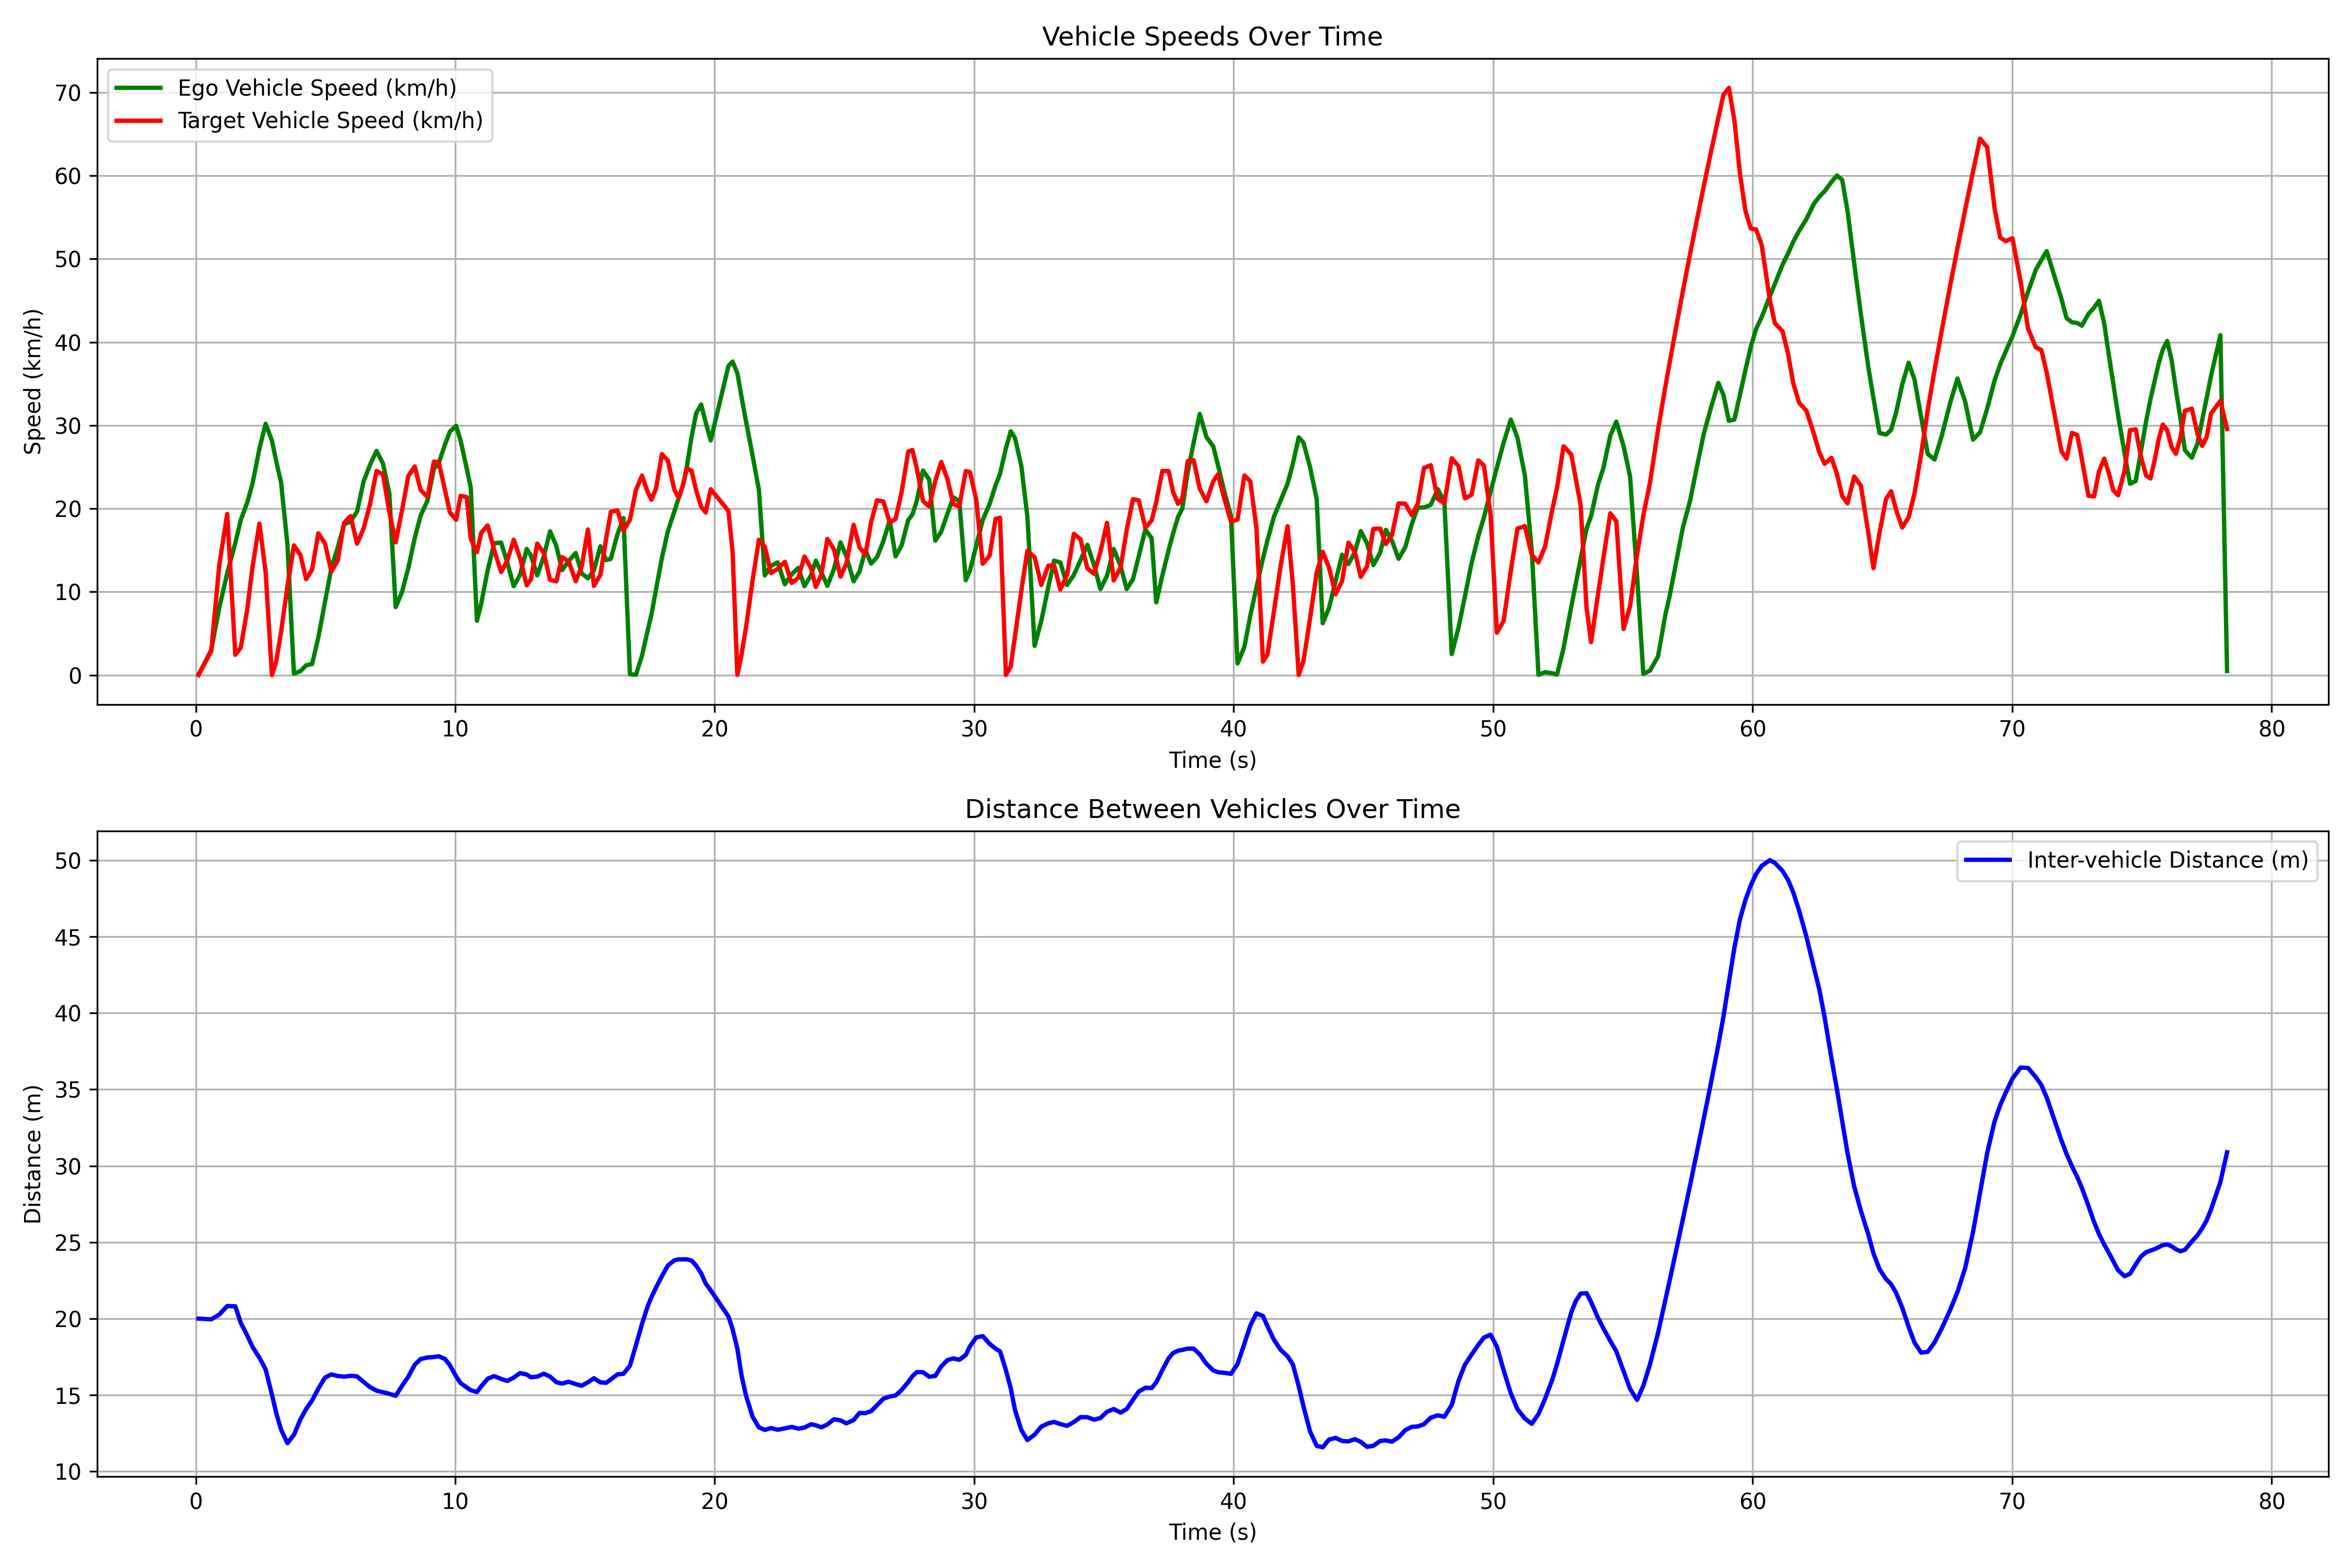 Vehicle Speeds Over Time
Ego Vehicle Speed (km/h)
Target Vehicle Speed (km/h)
Speed (km/h)
70
60
50
40
30
20
10
0
0 10 20 30 40 50 60 70 80
Time (s)
Distance Between Vehicles Over Time
Inter-vehicle Distance (m)
Distance (m)
50
45
40
35
30
25
20
15
10
0 10 20 30 40 50 60 70 80
Time (s)